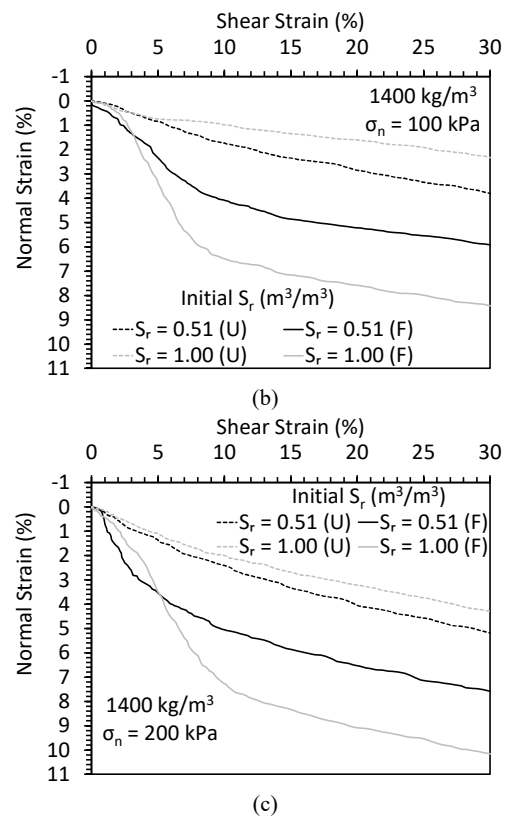 Shear Strain (%)
0 5 10 15 20 25 30
-1
0
1
2
3
4
5
6
7
8
9
10
11
Normal Strain (%)
1400 kg/m³
σₙ = 100 kPa
Initial Sᵣ (m³/m³)
Sᵣ = 0.51 (U) Sᵣ = 0.51 (F)
Sᵣ = 1.00 (U) Sᵣ = 1.00 (F)
(b)
Shear Strain (%)
0 5 10 15 20 25 30
-1
0
1
2
3
4
5
6
7
8
9
10
11
Normal Strain (%)
Initial Sᵣ (m³/m³)
Sᵣ = 0.51 (U) Sᵣ = 0.51 (F)
Sᵣ = 1.00 (U) Sᵣ = 1.00 (F)
1400 kg/m³
σₙ = 200 kPa
(c)